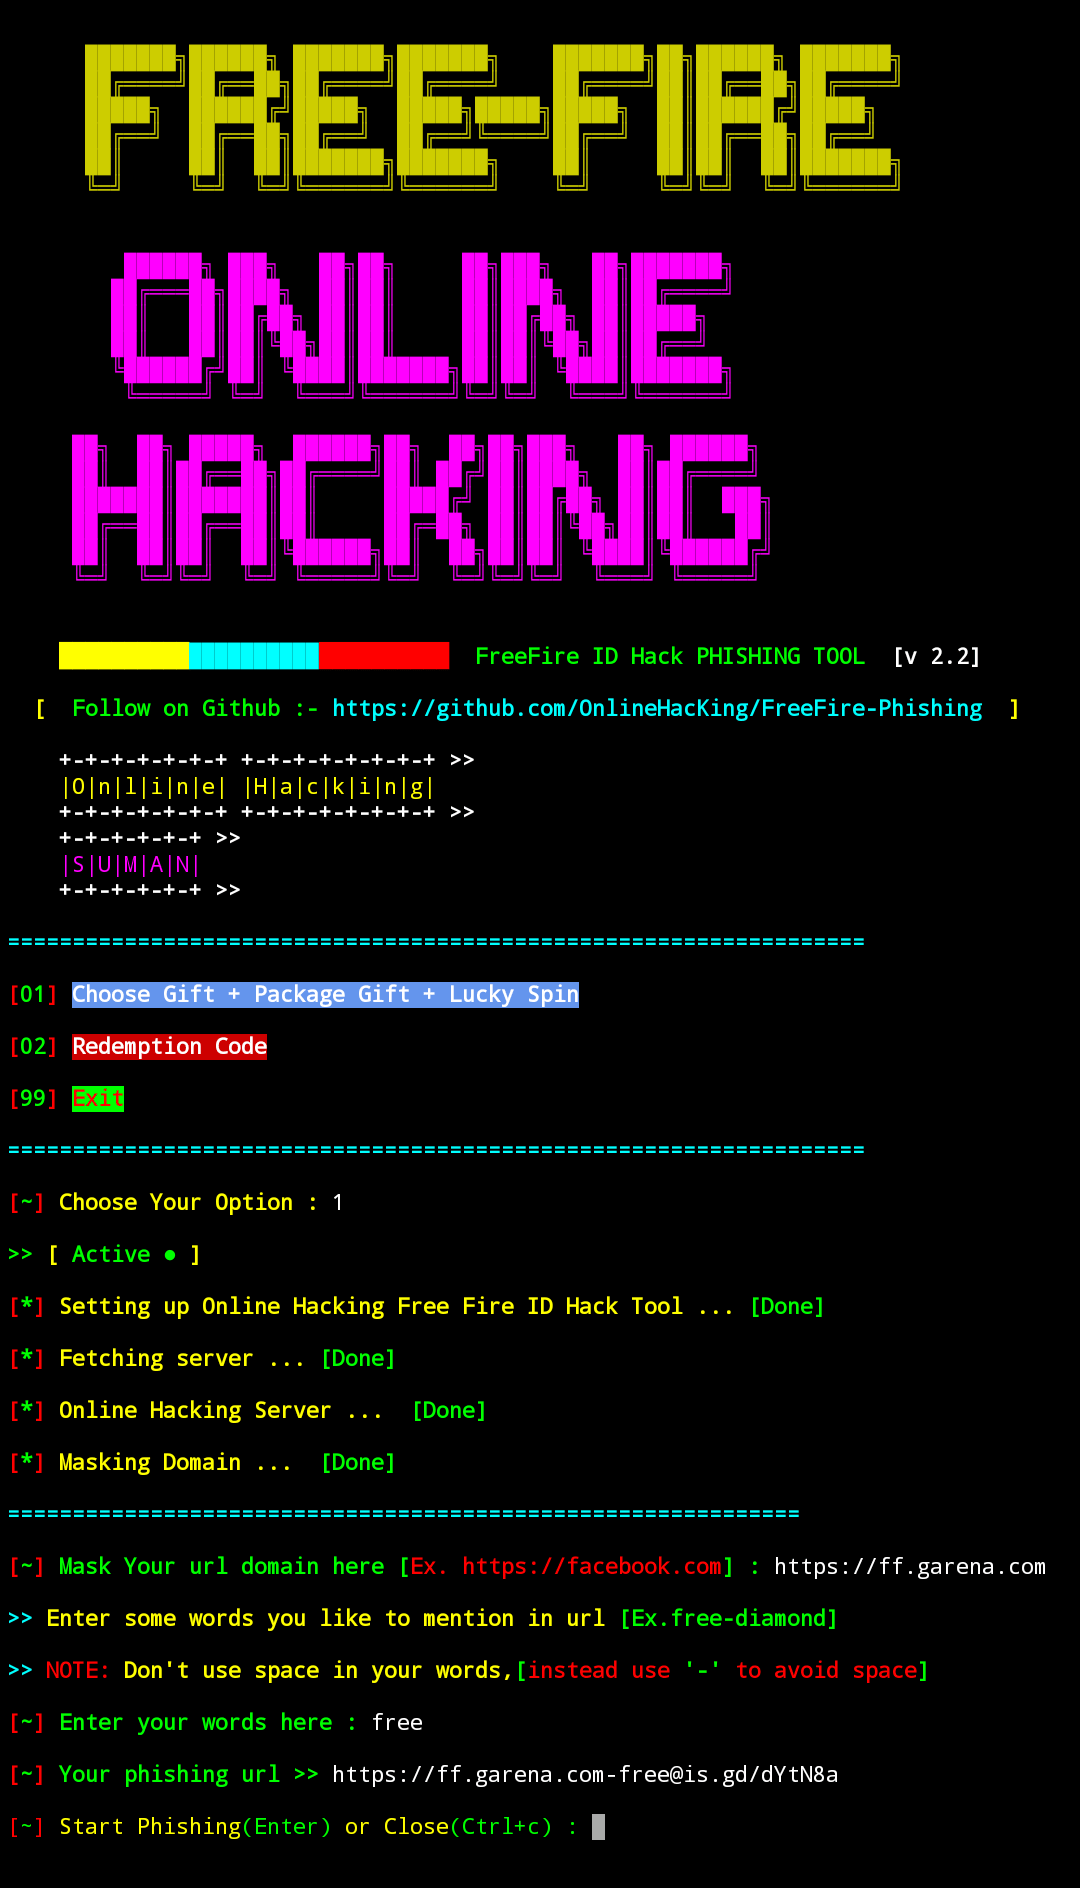 FREE-FIRE
ONLINE
HACKING
FreeFire ID Hack PHISHING TOOL [v 2.2]
[ Follow on Github :- https://github.com/OnlineHacKing/FreeFire-Phishing ]
+-+-+-+-+-+-+ +-+-+-+-+-+-+-+ >>
|O|n|l|i|n|e| |H|a|c|k|i|n|g|
+-+-+-+-+-+-+ +-+-+-+-+-+-+-+ >>
+-+-+-+-+-+ >>
|S|U|M|A|N|
+-+-+-+-+-+ >>
==================================================================
[01] Choose Gift + Package Gift + Lucky Spin
[02] Redemption Code
[99] Exit
==================================================================
[~] Choose Your Option : 1
>> [ Active ● ]
[*] Setting up Online Hacking Free Fire ID Hack Tool ... [Done]
[*] Fetching server ... [Done]
[*] Online Hacking Server ... [Done]
[*] Masking Domain ... [Done]
=============================================================
[~] Mask Your url domain here [Ex. https://facebook.com] : https://ff.garena.com
>> Enter some words you like to mention in url [Ex.free-diamond]
>> NOTE: Don't use space in your words,[instead use '-' to avoid space]
[~] Enter your words here : free
[~] Your phishing url >> https://ff.garena.com-free@is.gd/dYtN8a
[~] Start Phishing(Enter) or Close(Ctrl+c) :